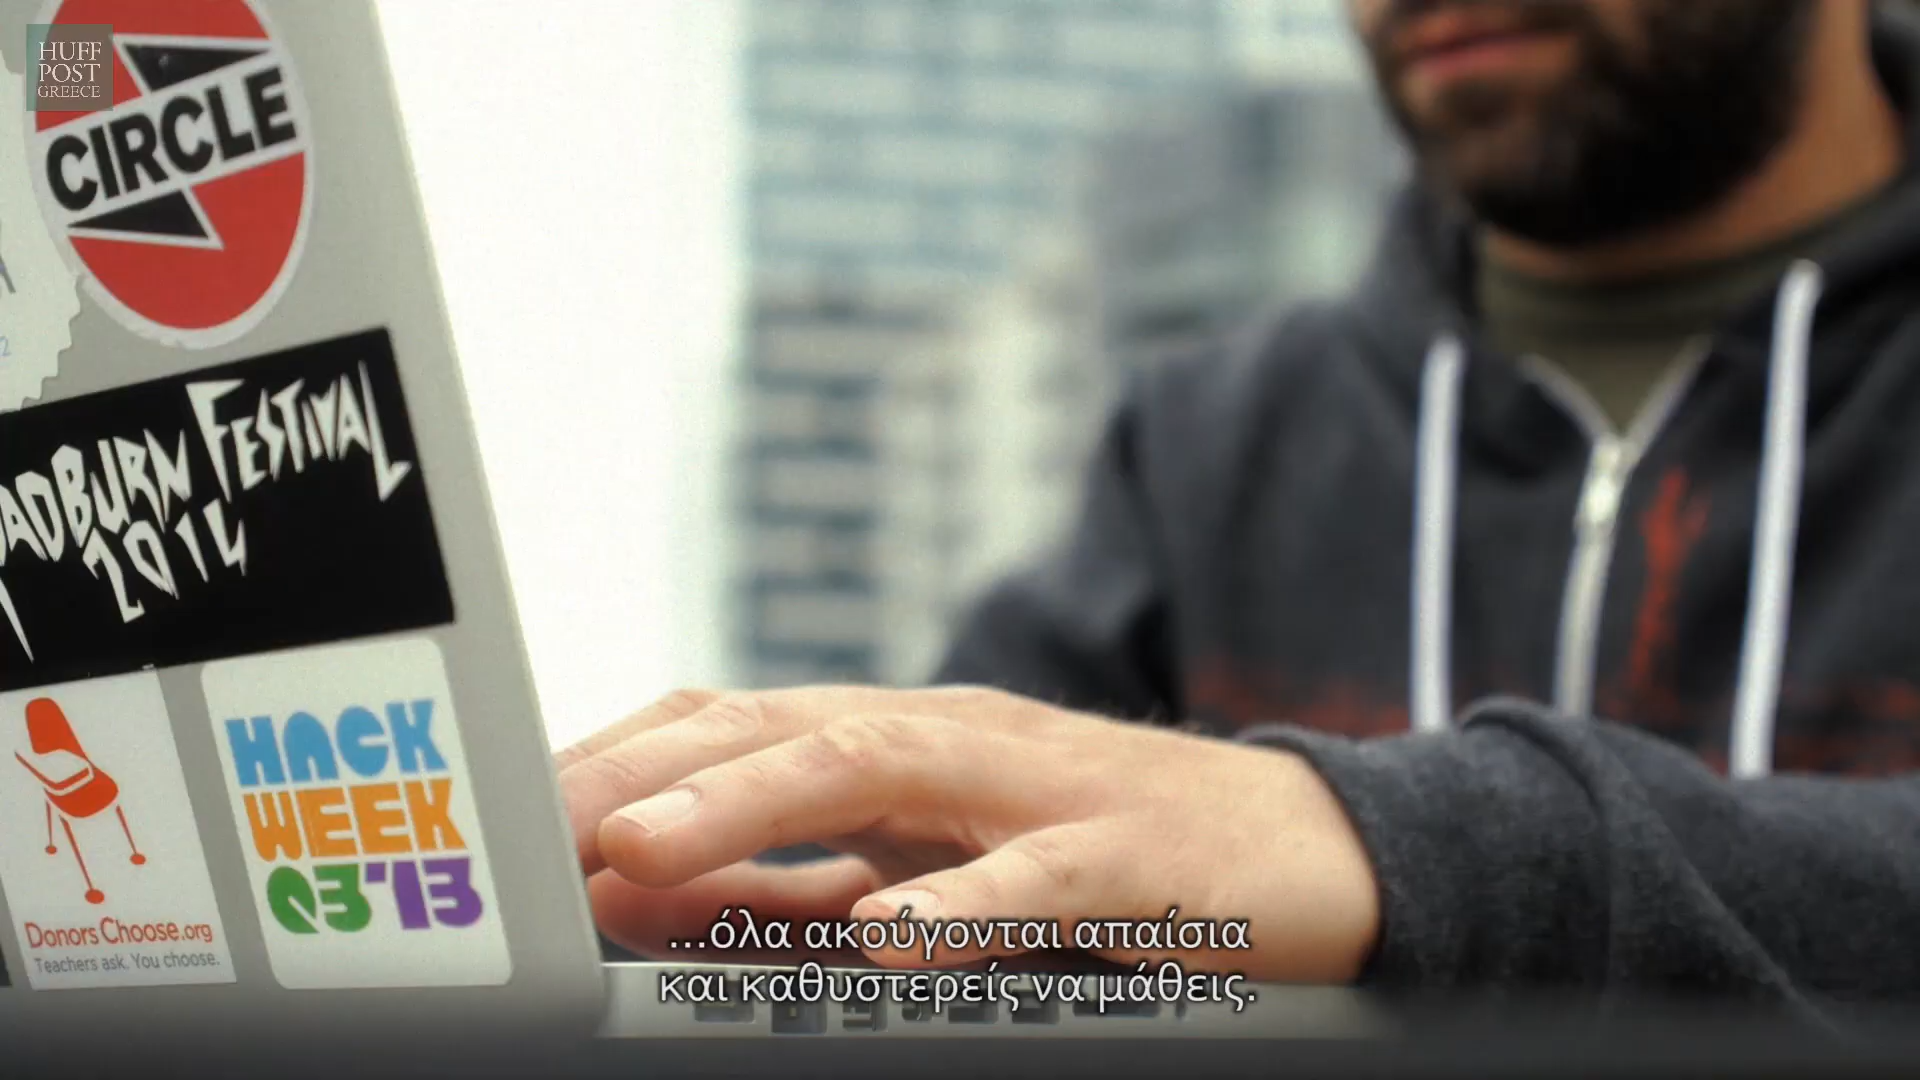 HUFF
POST
GREECE
CIRCLE
FESTIVAL
2014
HACK
WEEK
Q3'13
DonorsChoose.org
Teachers ask. You choose.
...όλα ακούγονται απαίσια
και καθυστερείς να μάθεις.